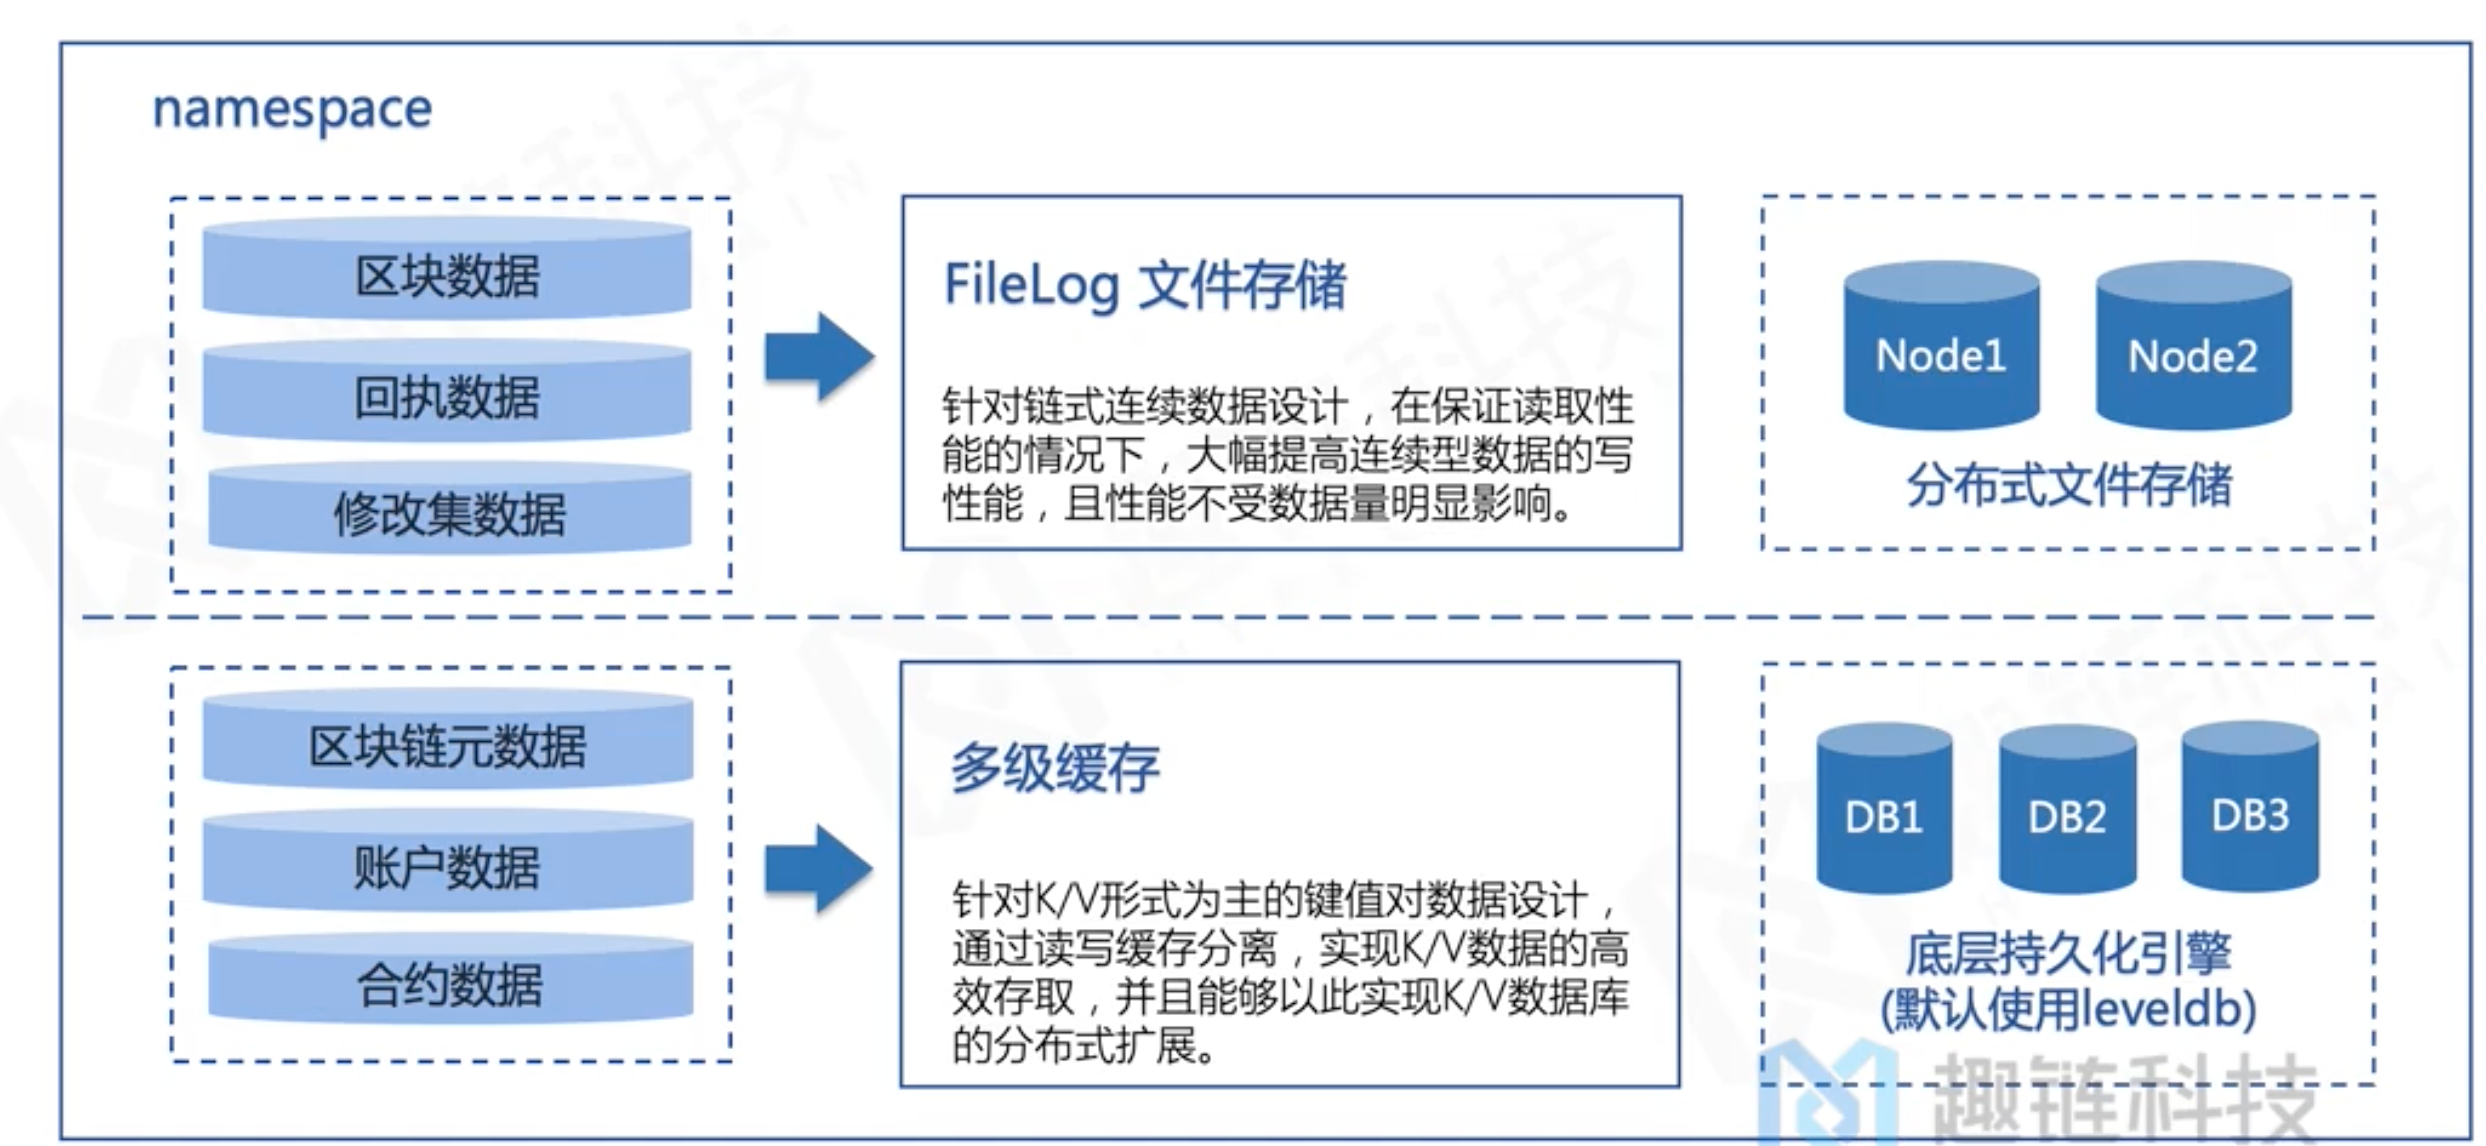 namespace
区块数据
回执数据
修改集数据
FileLog 文件存储
针对链式连续数据设计，在保证读取性
能的情况下，大幅提高连续型数据的写
性能，且性能不受数据量明显影响。
Node1
Node2
分布式文件存储
区块链元数据
账户数据
合约数据
多级缓存
针对K/V形式为主的键值对数据设计，
通过读写缓存分离，实现K/V数据的高
效存取，并且能够以此实现K/V数据库
的分布式扩展。
DB1
DB2
DB3
底层持久化引擎
(默认使用leveldb)
趣链科技